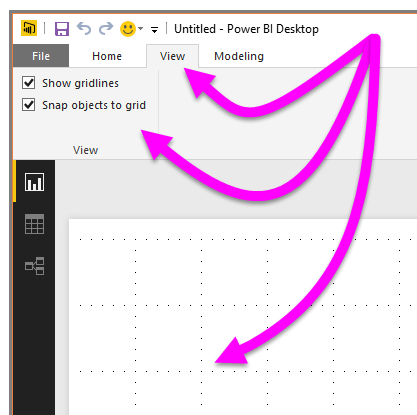 Untitled - Power BI Desktop
File Home View Modeling
Show gridlines
Snap objects to grid
View